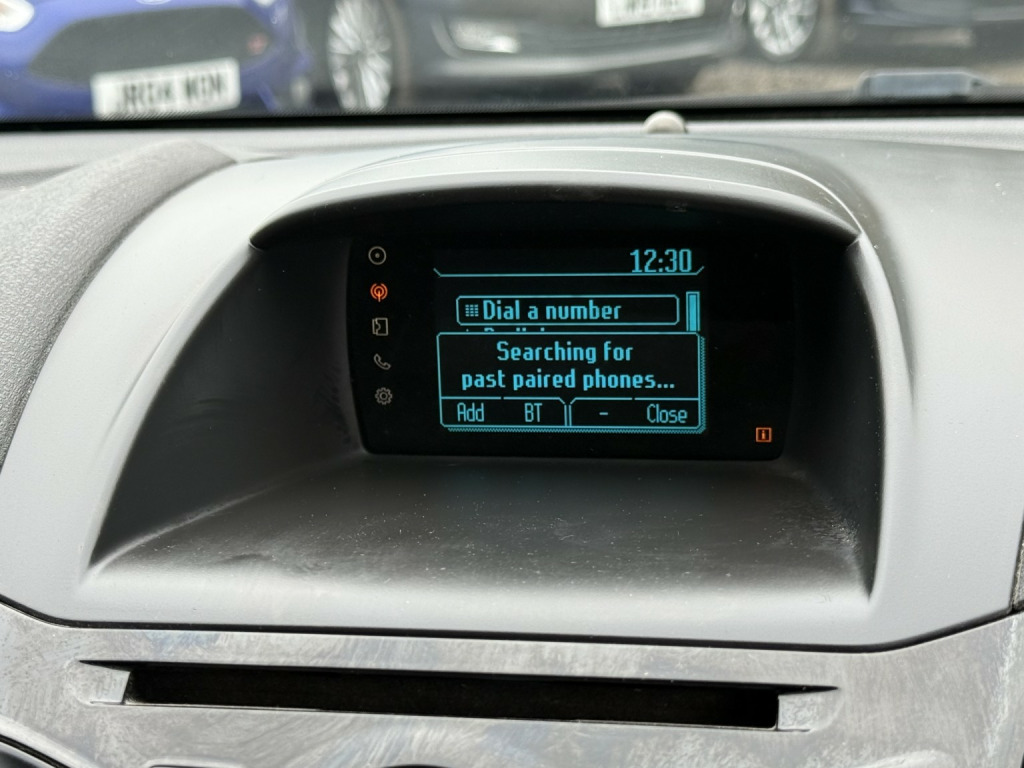 12:30
Dial a number
Searching for
past paired phones...
Add BT - Close